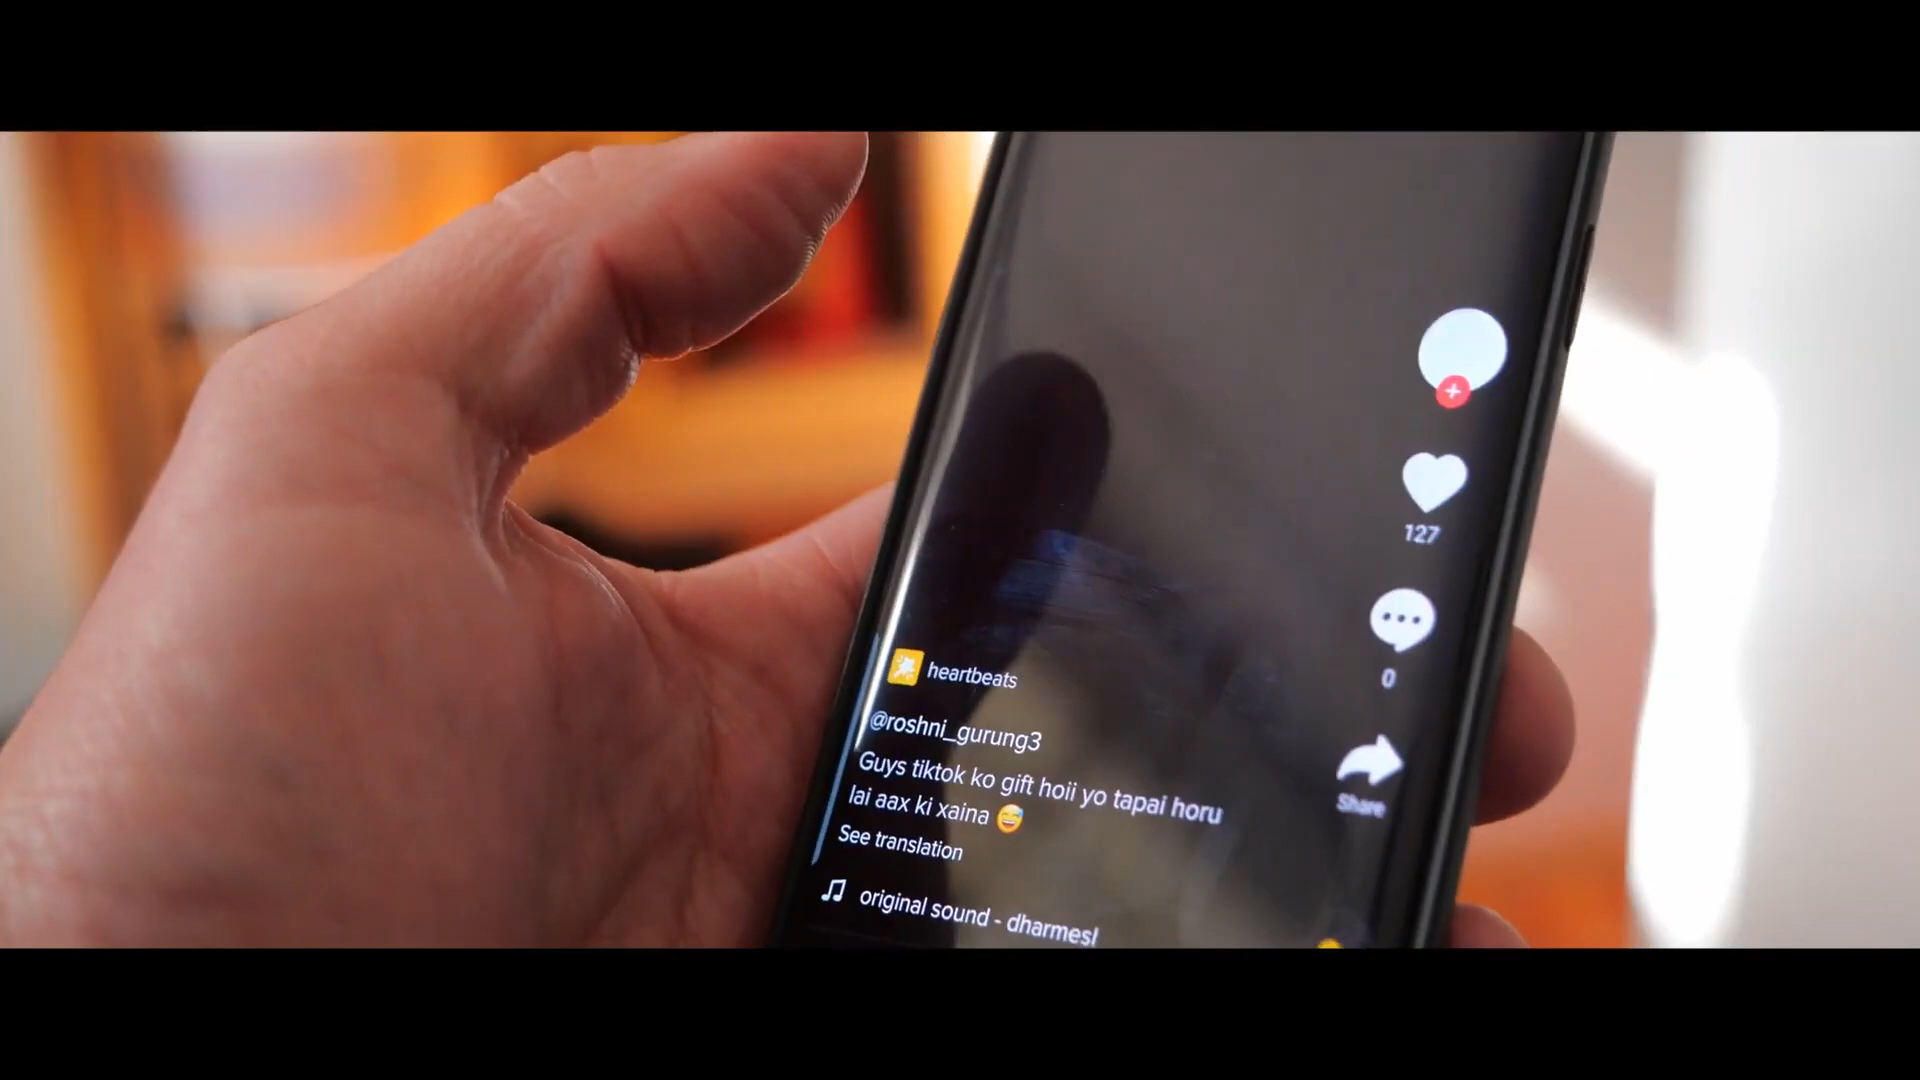 127
0
heartbeats
@roshni_gurung3
Guys tiktok ko gift hoii yo tapai horu
lai aax ki xaina 😅
Share
See translation
original sound - dharmesl